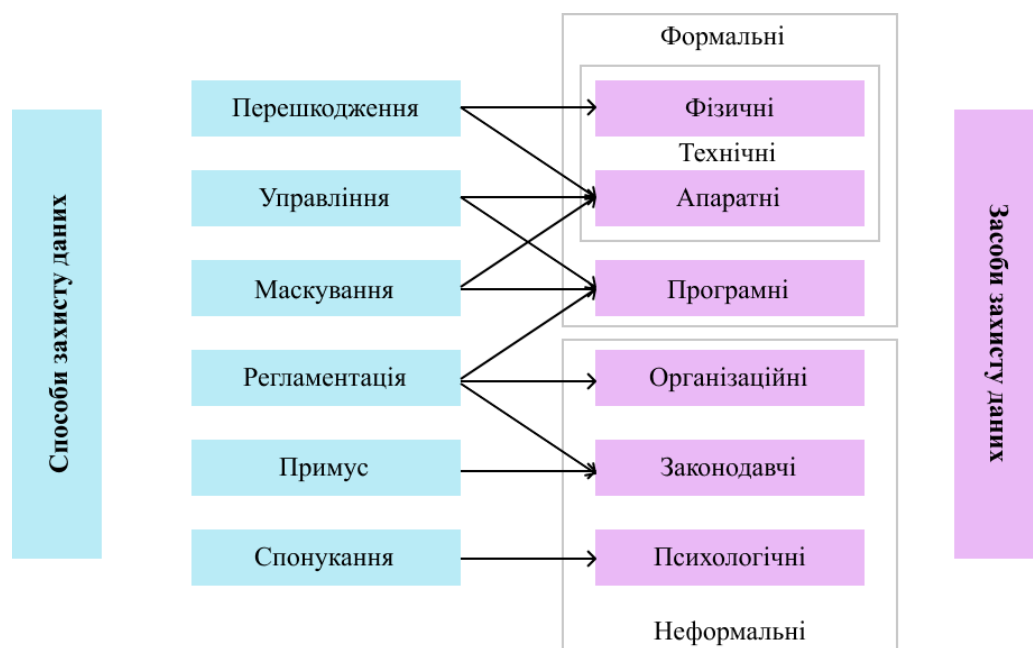 Формальні
Способи захисту даних
Перешкодження
Управління
Маскування
Регламентація
Примус
Спонукання
Фізичні
Технічні
Апаратні
Програмні
Організаційні
Законодавчі
Психологічні
Неформальні
Засоби захисту даних